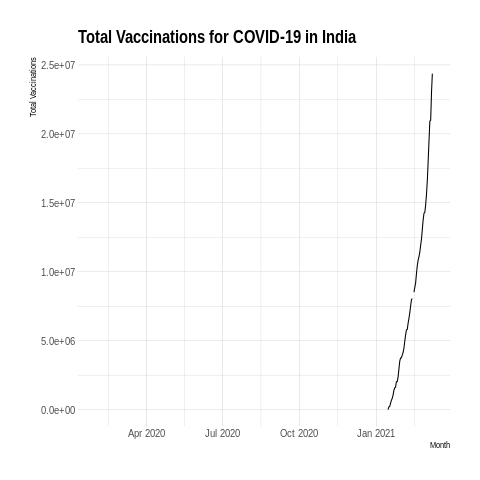 Total Vaccinations for COVID-19 in India
Total Vaccinations
2.5e+07
2.0e+07
1.5e+07
1.0e+07
5.0e+06
0.0e+00
Apr 2020 Jul 2020 Oct 2020 Jan 2021
Month